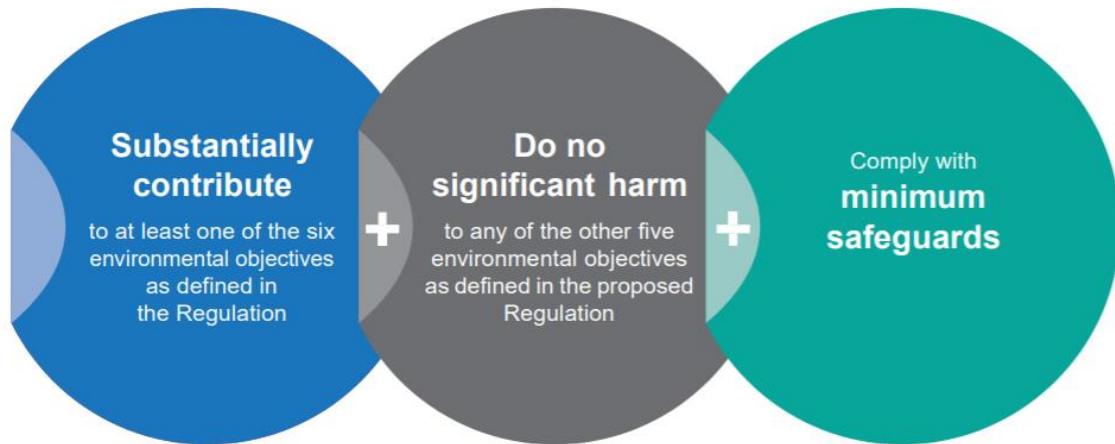 Substantially
contribute
to at least one of the six
environmental objectives
as defined in
the Regulation
+
Do no
significant harm
to any of the other five
environmental objectives
as defined in the proposed
Regulation
+
Comply with
minimum
safeguards